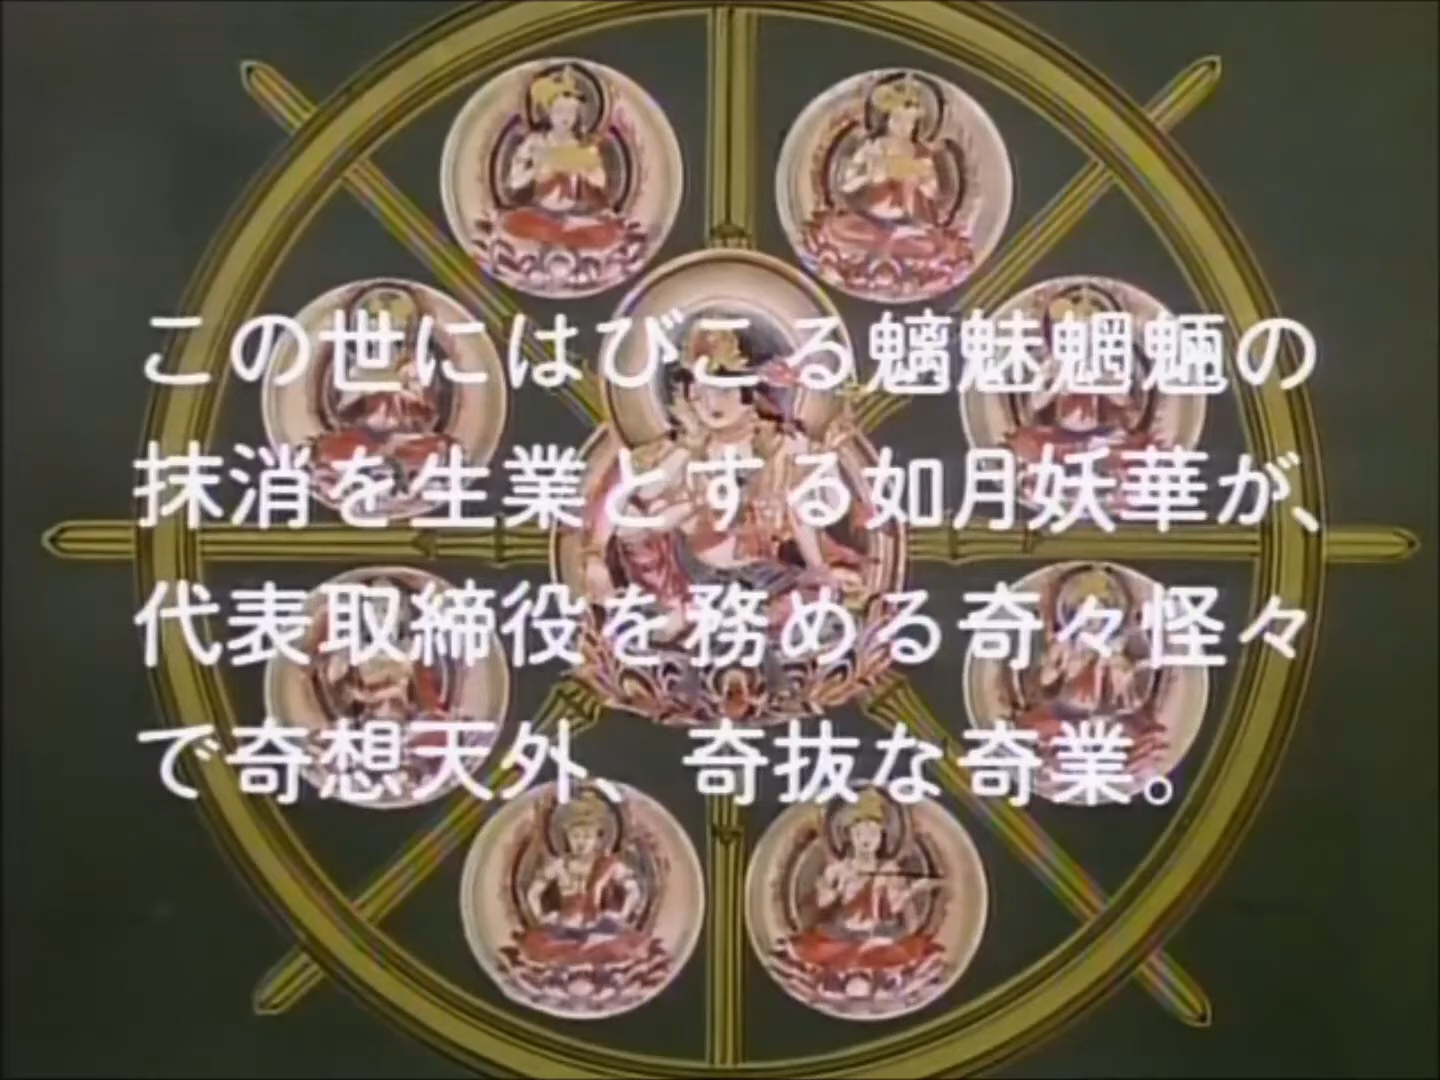 この世にはびこる魑魅魍魎の
抹消を生業とする如月妖華が、
代表取締役を務める奇々怪々
で奇想天外、奇抜な奇業。